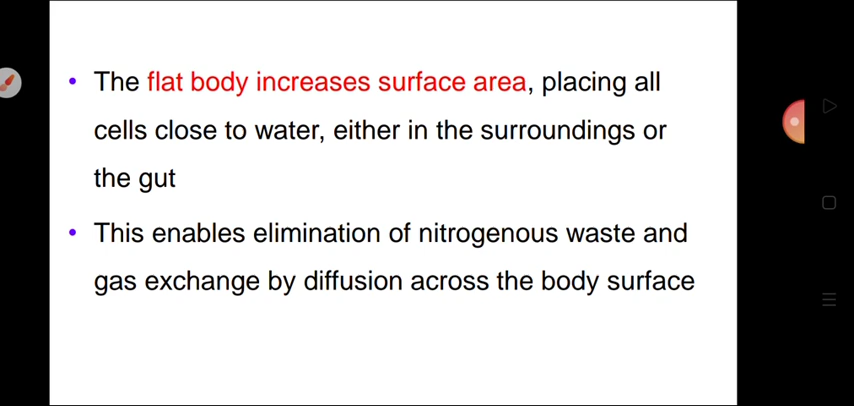 • The flat body increases surface area, placing all
cells close to water, either in the surroundings or
the gut
• This enables elimination of nitrogenous waste and
gas exchange by diffusion across the body surface